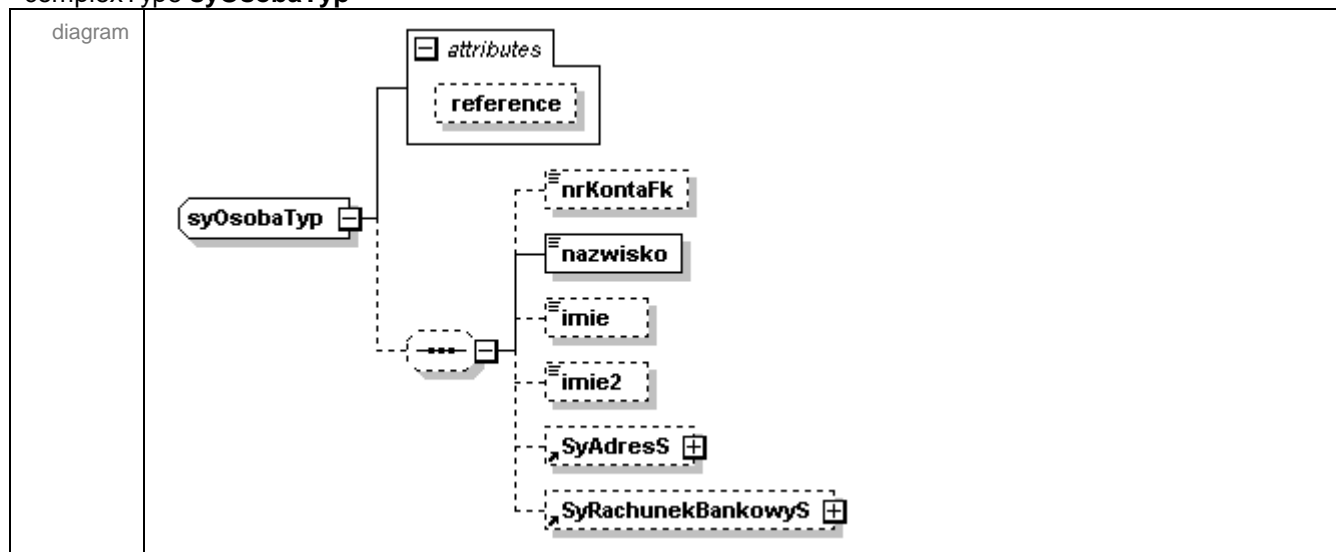 complexType syOsobaTyp
diagram
attributes
reference
syOsobaTyp
nrKontaFk
nazwisko
imie
imie2
SyAdresS
SyRachunekBankowyS